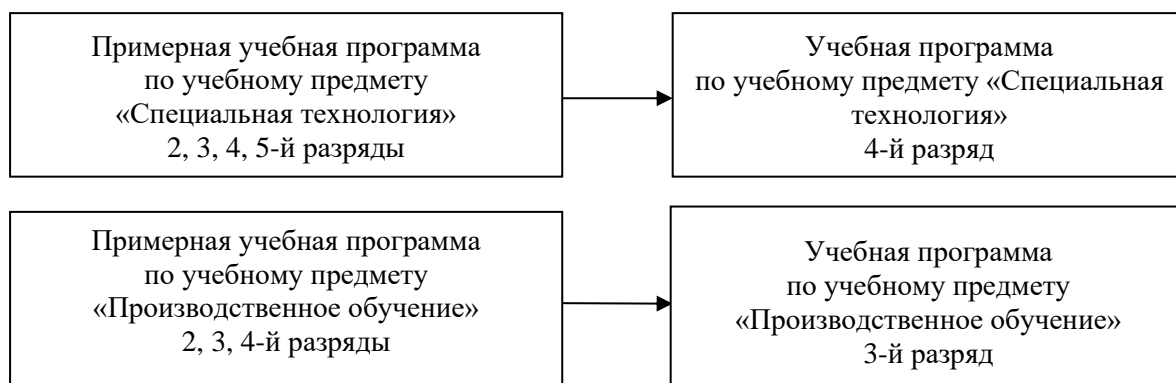 Примерная учебная программа
по учебному предмету
«Специальная технология»
2, 3, 4, 5-й разряды
Учебная программа
по учебному предмету «Специальная
технология»
4-й разряд
Примерная учебная программа
по учебному предмету
«Производственное обучение»
2, 3, 4-й разряды
Учебная программа
по учебному предмету
«Производственное обучение»
3-й разряд